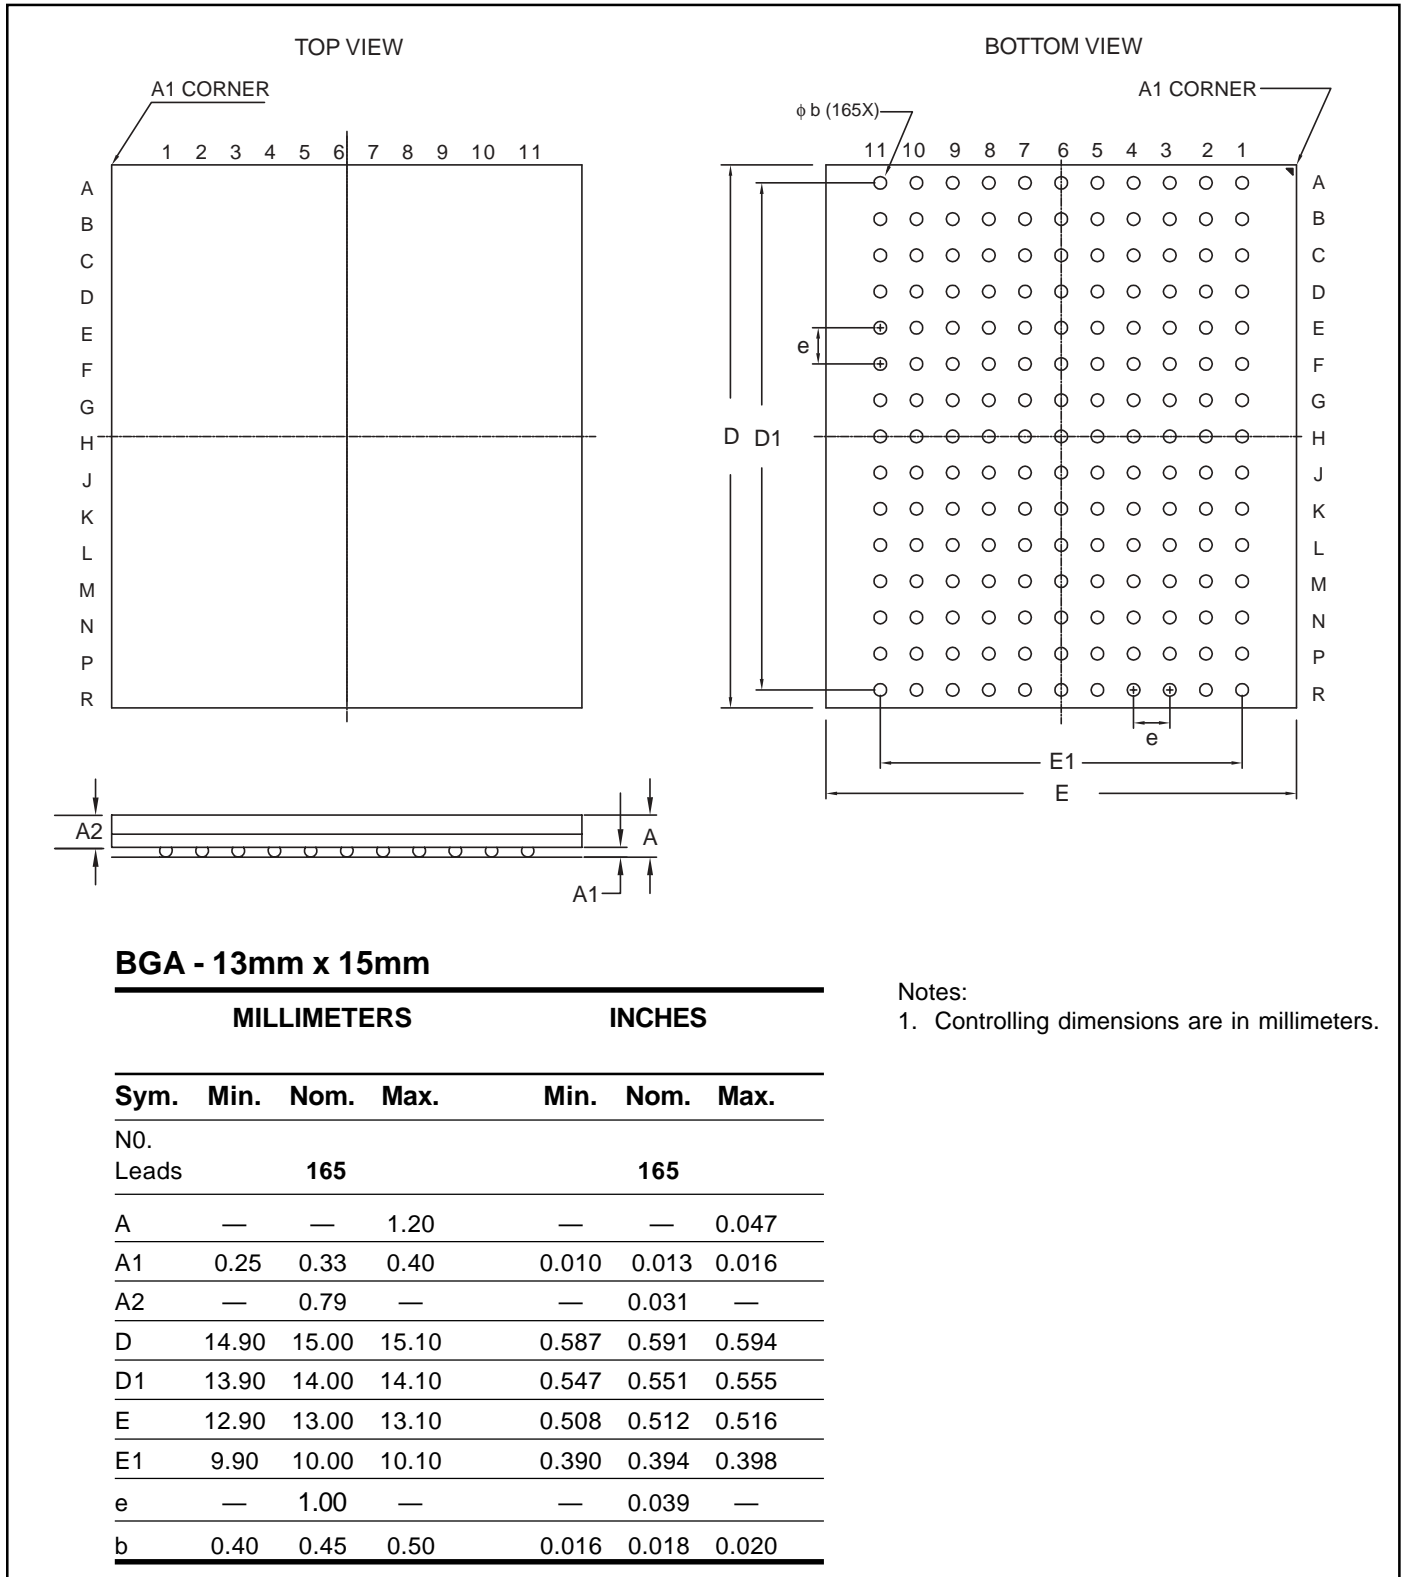 TOP VIEW
BOTTOM VIEW
A1 CORNER
A1 CORNER
ϕ b (165X)
1 2 3 4 5 6 7 8 9 10 11
11 10 9 8 7 6 5 4 3 2 1
A
B
C
D
E
F
G
H
J
K
L
M
N
P
R
A
B
C
D
E
F
G
H
J
K
L
M
N
P
R
e
D D1
e
E1
E
A2
A
A1
BGA - 13mm x 15mm
MILLIMETERS INCHES
Sym. Min. Nom. Max. Min. Nom. Max.
N0.
Leads 165 165
A — — 1.20 — — 0.047
A1 0.25 0.33 0.40 0.010 0.013 0.016
A2 — 0.79 — — 0.031 —
D 14.90 15.00 15.10 0.587 0.591 0.594
D1 13.90 14.00 14.10 0.547 0.551 0.555
E 12.90 13.00 13.10 0.508 0.512 0.516
E1 9.90 10.00 10.10 0.390 0.394 0.398
e — 1.00 — — 0.039 —
b 0.40 0.45 0.50 0.016 0.018 0.020
Notes:
1. Controlling dimensions are in millimeters.